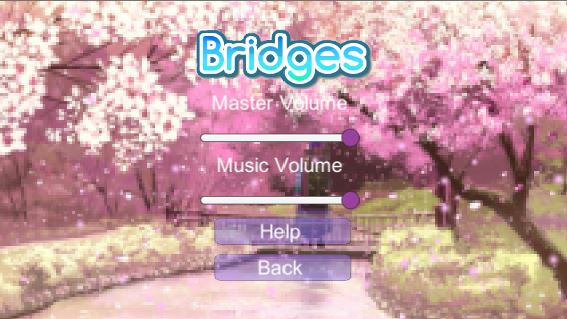 Bridges
Master Volume
Music Volume
Help
Back